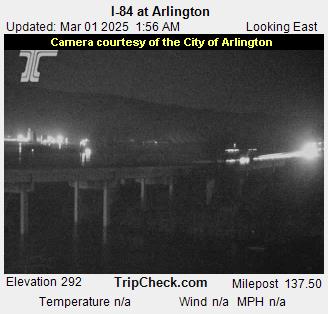 I-84 at Arlington
Updated: Mar 01 2025 1:56 AM Looking East
Camera courtesy of the City of Arlington
Elevation 292 TripCheck.com Milepost 137.50
Temperature n/a Wind n/a MPH n/a